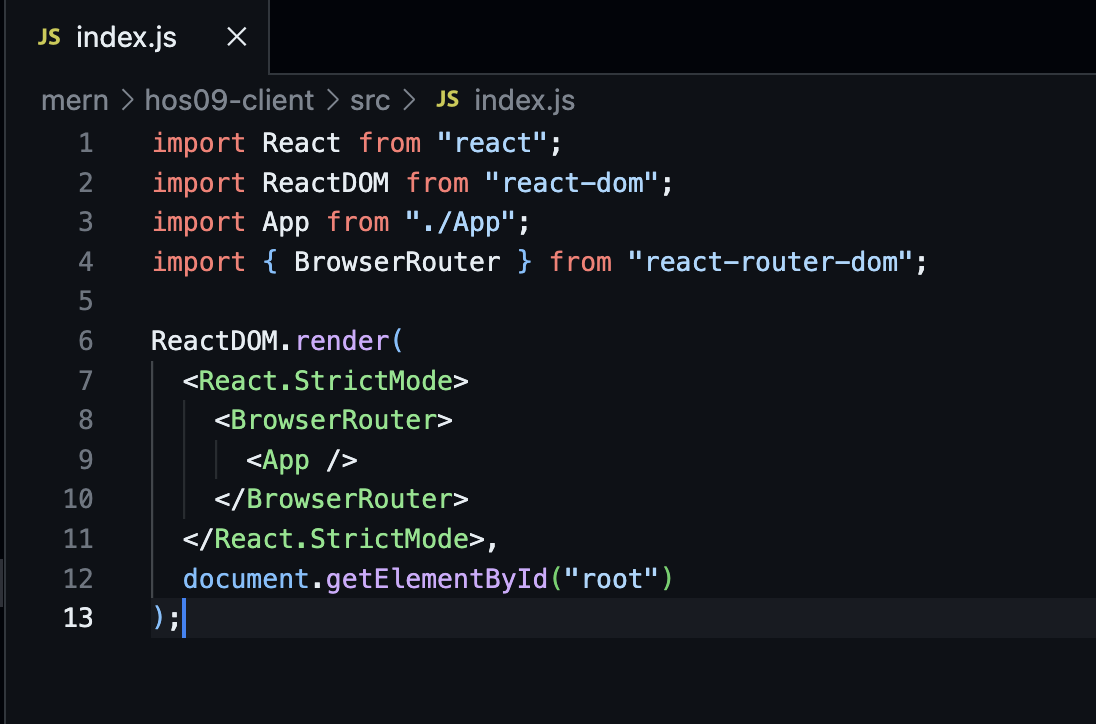 JS index.js ×
mern > hos09-client > src > JS index.js
1 import React from "react";
2 import ReactDOM from "react-dom";
3 import App from "./App";
4 import { BrowserRouter } from "react-router-dom";
5
6 ReactDOM.render(
7   <React.StrictMode>
8     <BrowserRouter>
9       <App />
10     </BrowserRouter>
11   </React.StrictMode>,
12   document.getElementById("root")
13 );